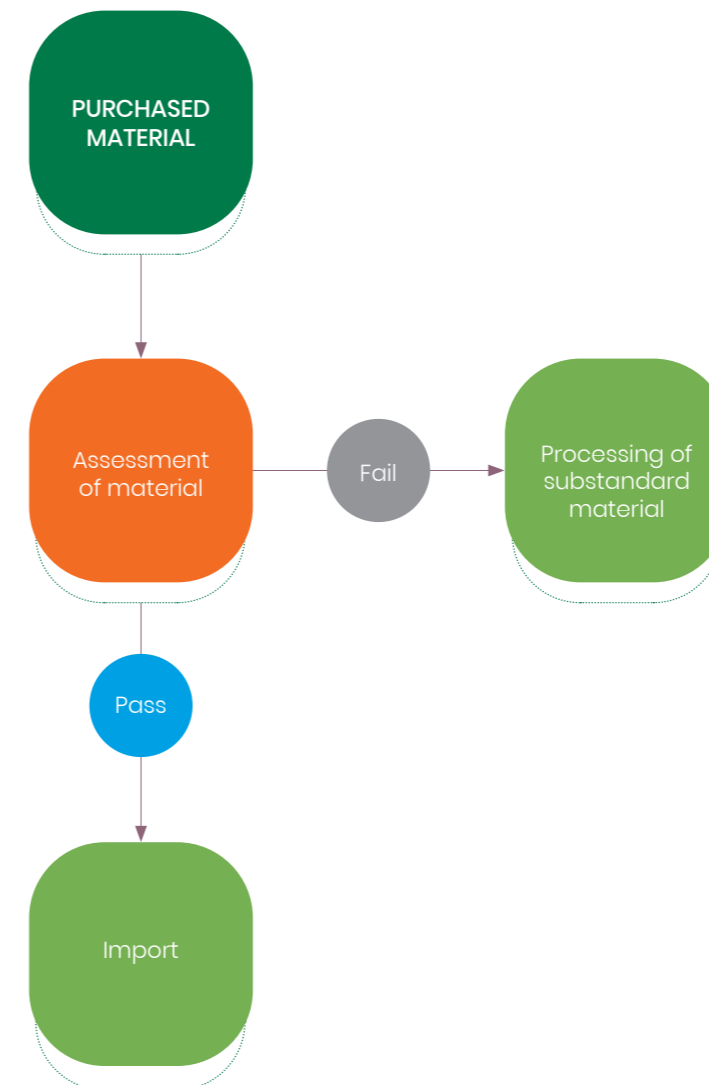 PURCHASED
MATERIAL
Assessment
of material
Fail
Processing of
substandard
material
Pass
Import